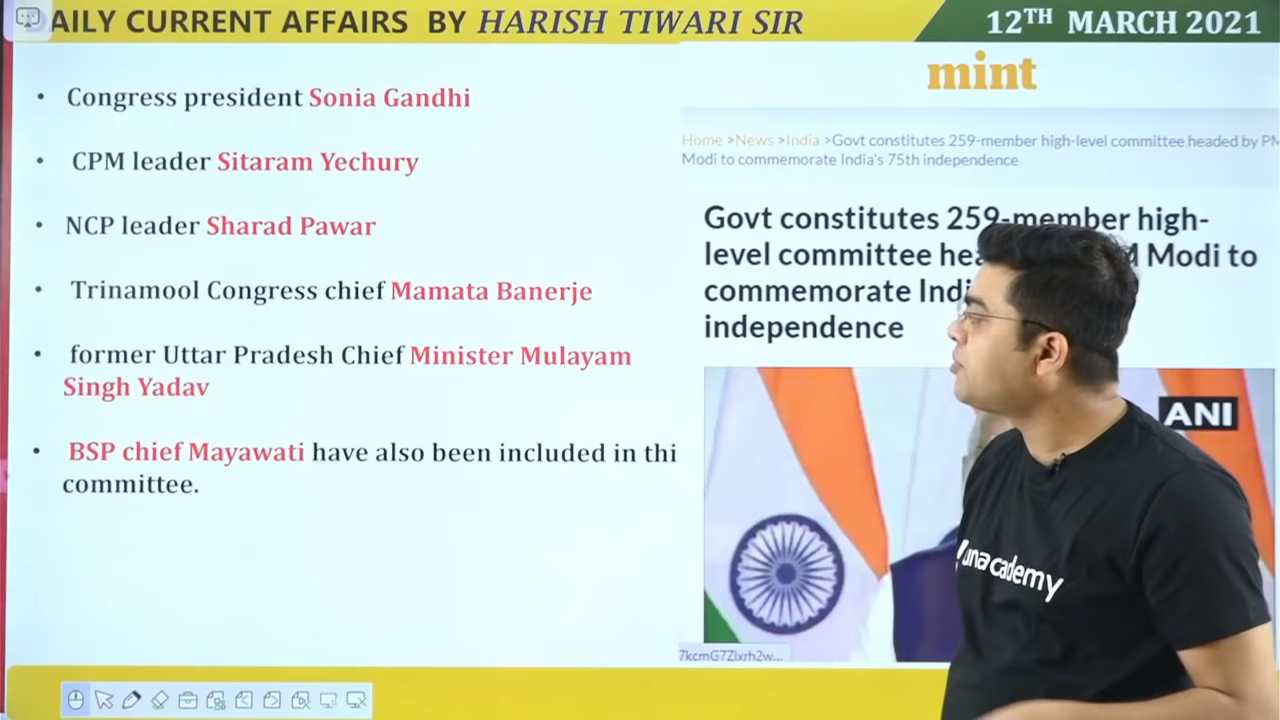 AILY CURRENT AFFAIRS BY HARISH TIWARI SIR
12TH MARCH 2021
• Congress president Sonia Gandhi
• CPM leader Sitaram Yechury
• NCP leader Sharad Pawar
• Trinamool Congress chief Mamata Banerje
• former Uttar Pradesh Chief Minister Mulayam
Singh Yadav
• BSP chief Mayawati have also been included in thi
committee.
mint
Home >News >India >Govt constitutes 259-member high-level committee headed by PM
Modi to commemorate India's 75th independence
Govt constitutes 259-member high-
level committee hea M Modi to
commemorate Indi
independence
ANI
unacademy
7kcmG7Zlxrh2w...